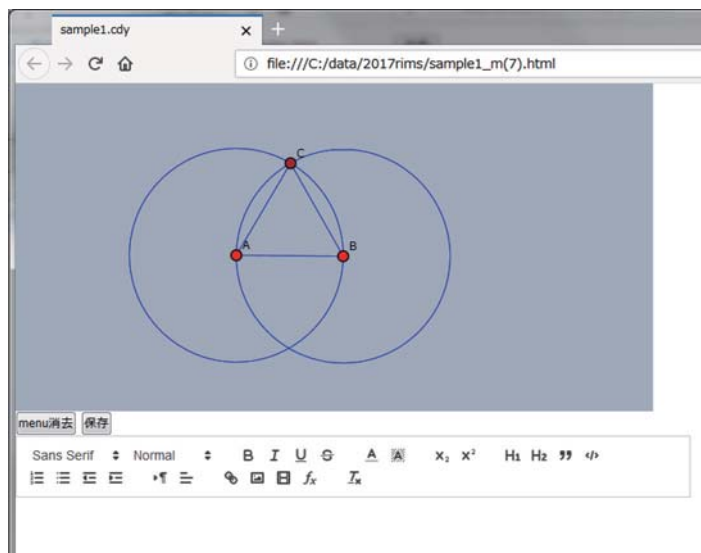 sample1.cdy × +
file:///C:/data/2017rims/sample1_m(7).html
C
A B
menu消去 保存
Sans Serif Normal B I U S A A X₂ X² H1 H2 ” </>
¶ fx Tx